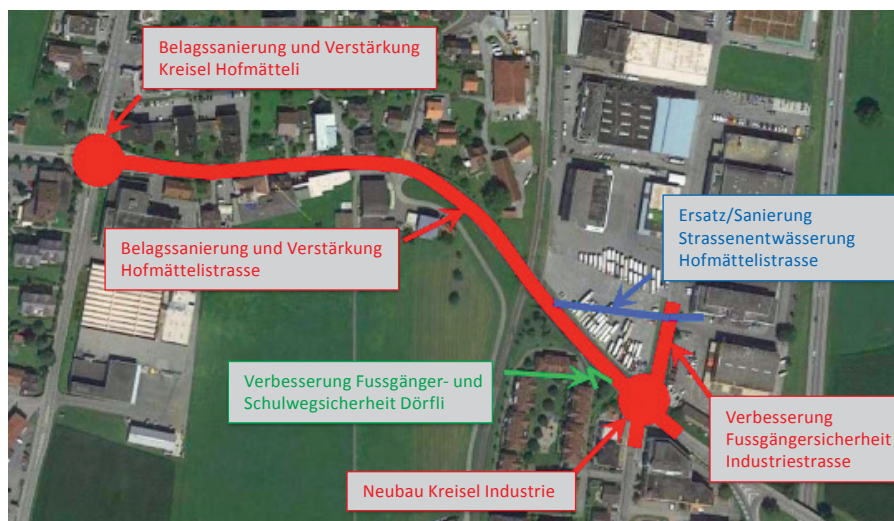 Belagssanierung und Verstärkung
Kreisel Hofmätteli
Belagssanierung und Verstärkung
Hofmättelistrasse
Ersatz/Sanierung
Strassenentwässerung
Hofmättelistrasse
Verbesserung Fussgänger- und
Schulwegsicherheit Dörfli
Verbesserung
Fussgängersicherheit
Industriestrasse
Neubau Kreisel Industrie